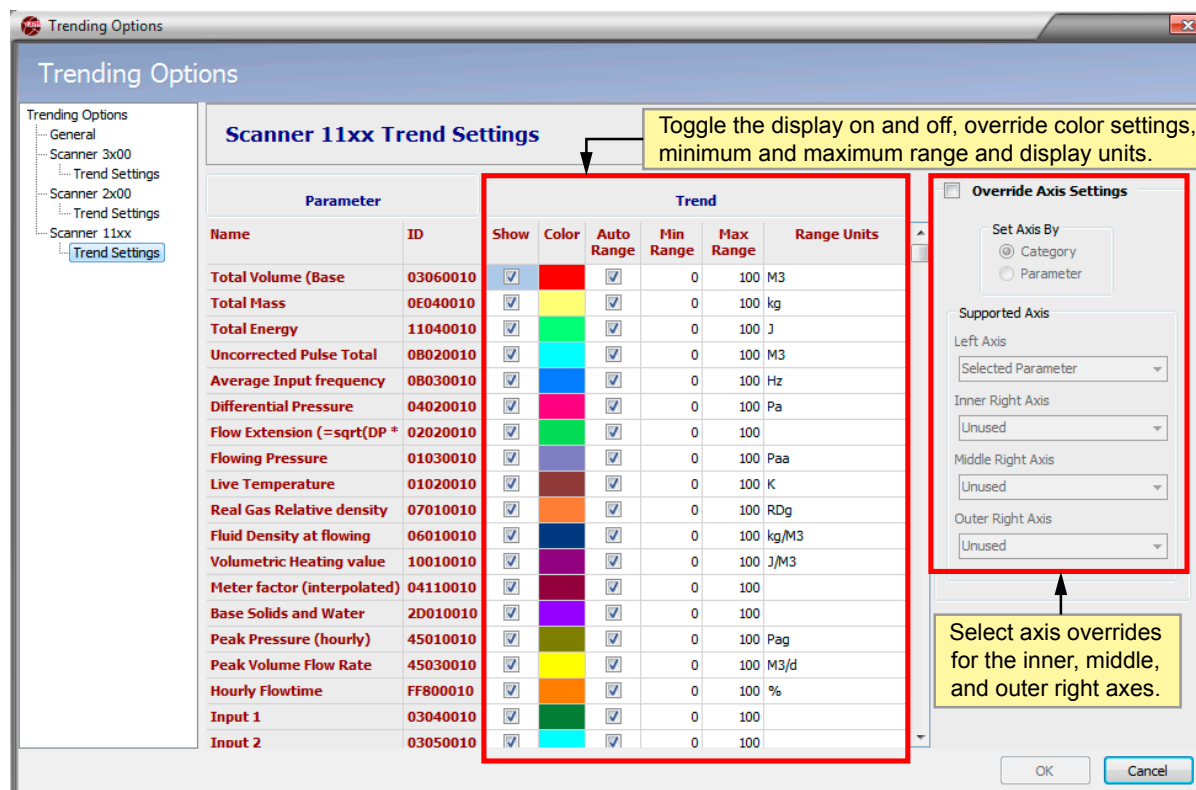 Trending Options
Trending Options
Trending Options
General
Scanner 3x00
Trend Settings
Scanner 2x00
Trend Settings
Scanner 11xx
Trend Settings
Scanner 11xx Trend Settings
Toggle the display on and off, override color settings,
minimum and maximum range and display units.
Parameter Trend
Name ID Show Color Auto Range Min Range Max Range Range Units
Total Volume (Base 03060010 0 100 M3
Total Mass 0E040010 0 100 kg
Total Energy 11040010 0 100 J
Uncorrected Pulse Total 0B020010 0 100 M3
Average Input frequency 0B030010 0 100 Hz
Differential Pressure 04020010 0 100 Pa
Flow Extension (=sqrt(DP * 02020010 0 100
Flowing Pressure 01030010 0 100 Paa
Live Temperature 01020010 0 100 K
Real Gas Relative density 07010010 0 100 RDg
Fluid Density at flowing 06010010 0 100 kg/M3
Volumetric Heating value 10010010 0 100 J/M3
Meter factor (interpolated) 04110010 0 100
Base Solids and Water 2D010010 0 100
Peak Pressure (hourly) 45010010 0 100 Pag
Peak Volume Flow Rate 45030010 0 100 M3/d
Hourly Flowtime FF800010 0 100 %
Input 1 03040010 0 100
Input 2 03050010 0 100
Override Axis Settings
Set Axis By
Category
Parameter
Supported Axis
Left Axis
Selected Parameter
Inner Right Axis
Unused
Middle Right Axis
Unused
Outer Right Axis
Unused
Select axis overrides
for the inner, middle,
and outer right axes.
OK Cancel